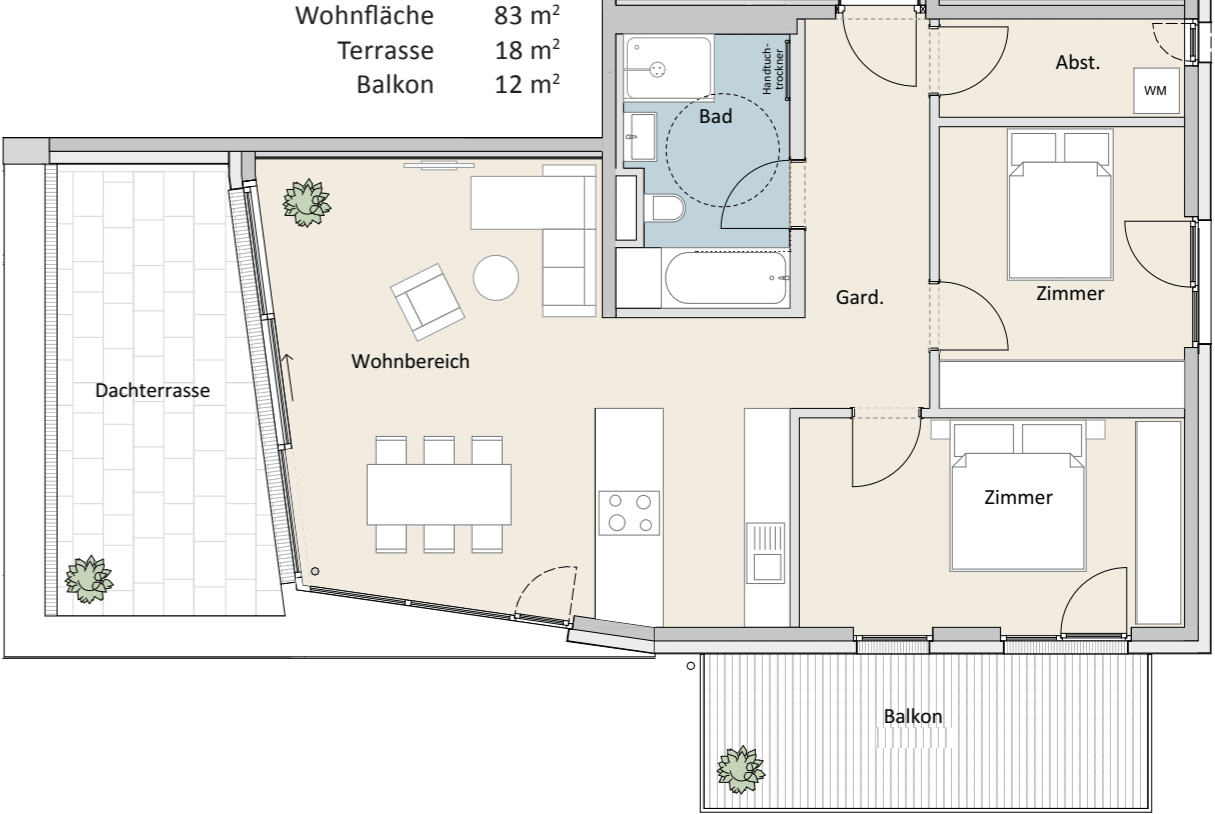 Wohnfläche 83 m²
Terrasse 18 m²
Balkon 12 m²
Handtuch-
trockner
Abst.
WM
Bad
Zimmer
Gard.
Wohnbereich
Dachterrasse
Zimmer
Balkon